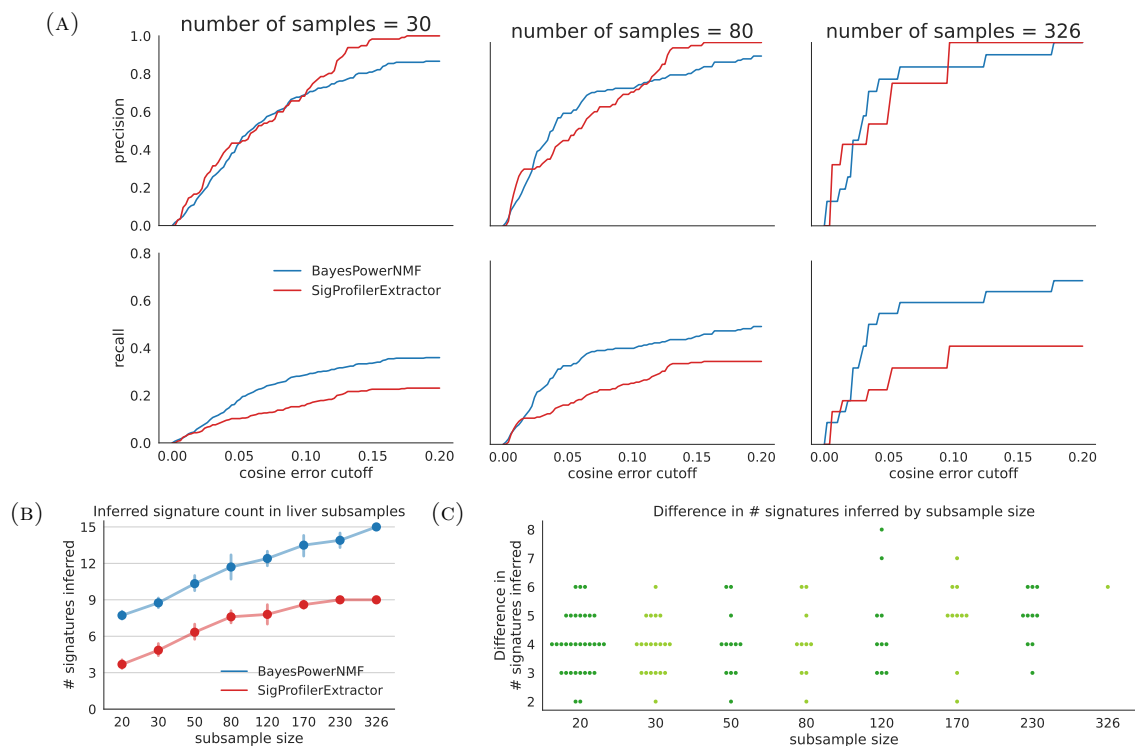 (A)
number of samples = 30
number of samples = 80
number of samples = 326
precision
1.0
0.8
0.6
0.4
0.2
0.0
recall
0.8
0.6
0.4
0.2
0.0
BayesPowerNMF
SigProfilerExtractor
0.00 0.05 0.10 0.15 0.20
cosine error cutoff
0.00 0.05 0.10 0.15 0.20
cosine error cutoff
0.00 0.05 0.10 0.15 0.20
cosine error cutoff
(B)
Inferred signature count in liver subsamples
# signatures inferred
15
12
9
6
3
0
BayesPowerNMF
SigProfilerExtractor
20 30 50 80 120 170 230 326
subsample size
(C)
Difference in # signatures inferred by subsample size
Difference in
# signatures inferred
8
7
6
5
4
3
2
20 30 50 80 120 170 230 326
subsample size